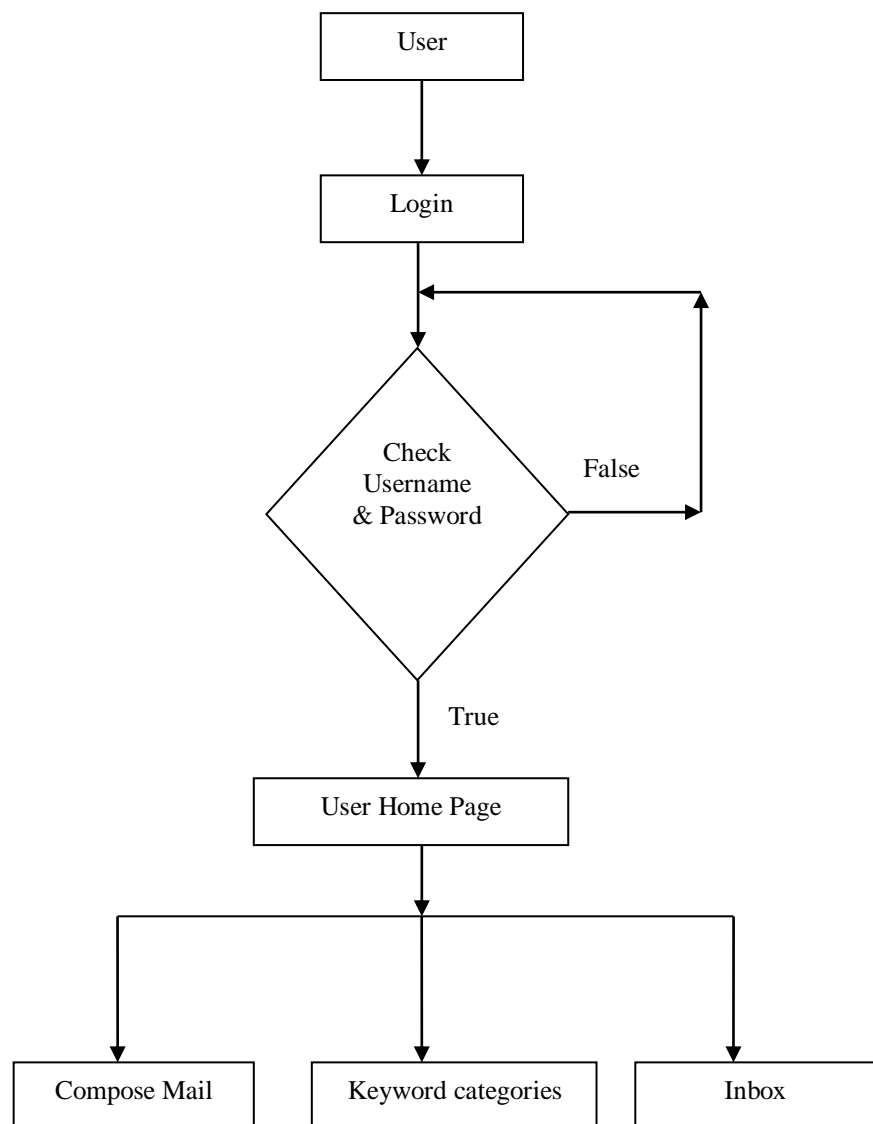 User
Login
Check
Username
& Password
False
True
User Home Page
Compose Mail
Keyword categories
Inbox